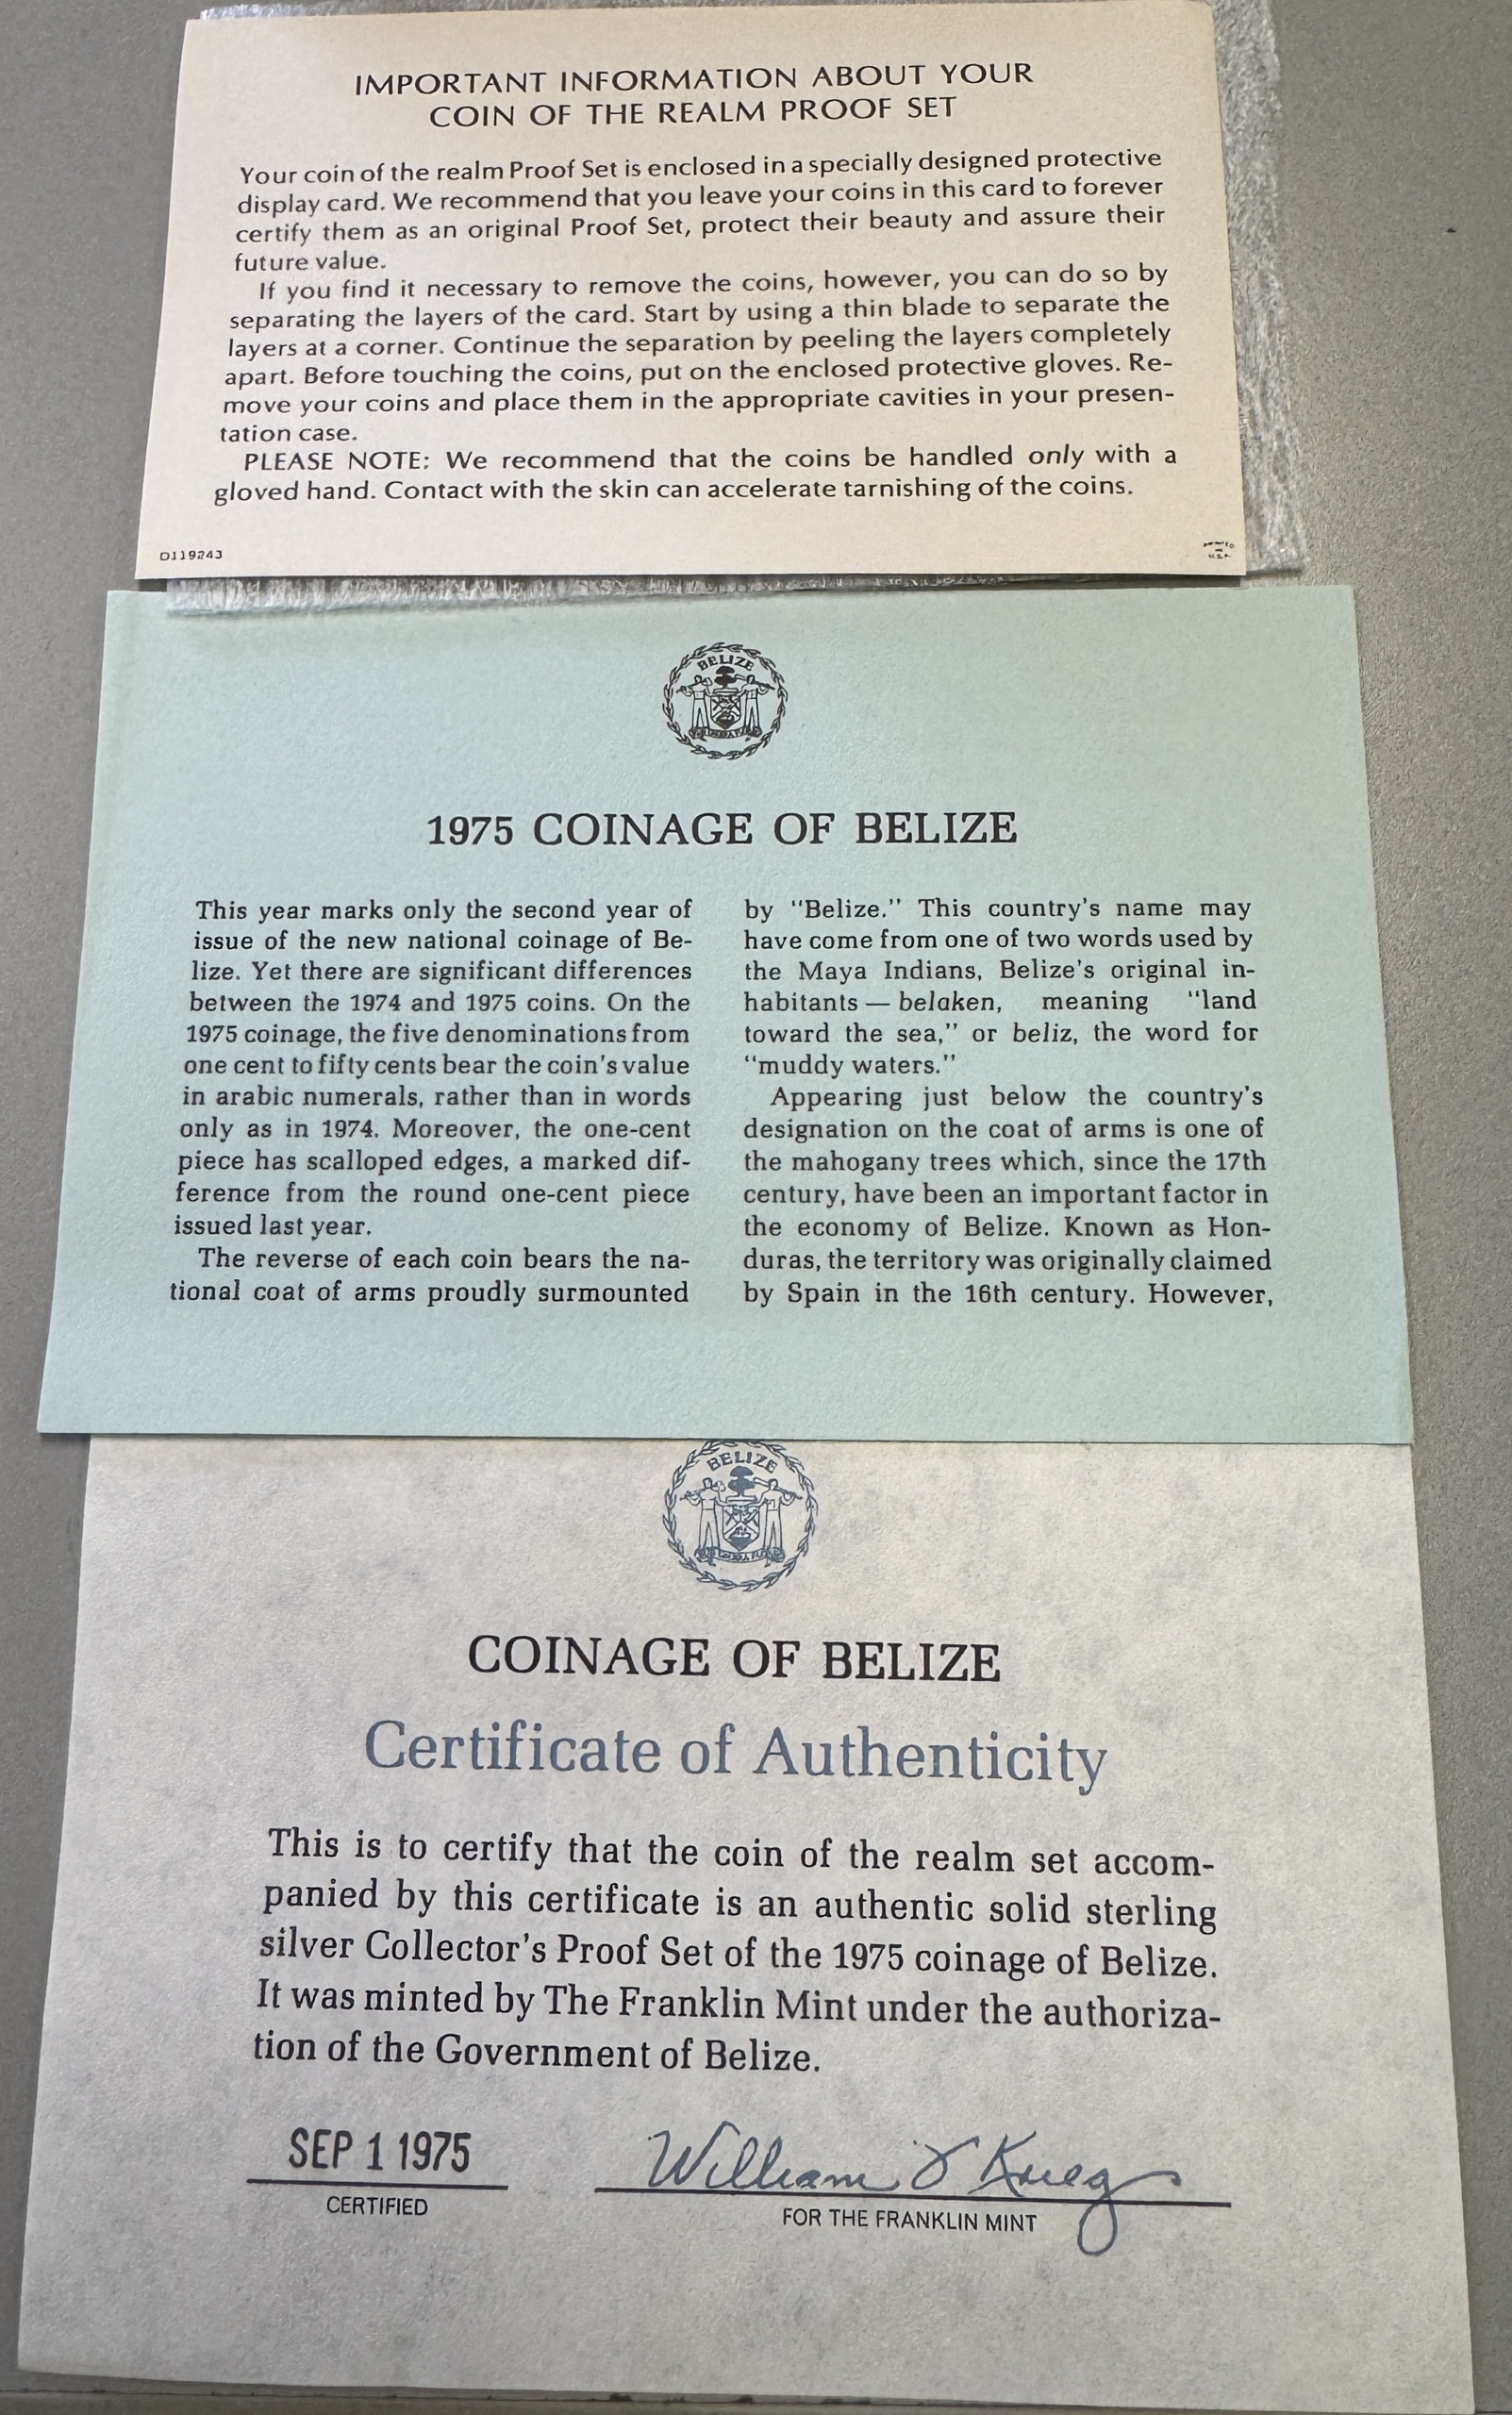 IMPORTANT INFORMATION ABOUT YOUR
COIN OF THE REALM PROOF SET
Your coin of the realm Proof Set is enclosed in a specially designed protective
display card. We recommend that you leave your coins in this card to forever
certify them as an original Proof Set, protect their beauty and assure their
future value.
If you find it necessary to remove the coins, however, you can do so by
separating the layers of the card. Start by using a thin blade to separate the
layers at a corner. Continue the separation by peeling the layers completely
apart. Before touching the coins, put on the enclosed protective gloves. Re-
move your coins and place them in the appropriate cavities in your presen-
tation case.
PLEASE NOTE: We recommend that the coins be handled only with a
gloved hand. Contact with the skin can accelerate tarnishing of the coins.
D119243
U.S.A.
BELIZE
1975 COINAGE OF BELIZE
This year marks only the second year of
issue of the new national coinage of Be-
lize. Yet there are significant differences
between the 1974 and 1975 coins. On the
1975 coinage, the five denominations from
one cent to fifty cents bear the coin's value
in arabic numerals, rather than in words
only as in 1974. Moreover, the one-cent
piece has scalloped edges, a marked dif-
ference from the round one-cent piece
issued last year.
The reverse of each coin bears the na-
tional coat of arms proudly surmounted
by "Belize." This country's name may
have come from one of two words used by
the Maya Indians, Belize's original in-
habitants — belaken, meaning "land
toward the sea," or beliz, the word for
"muddy waters."
Appearing just below the country's
designation on the coat of arms is one of
the mahogany trees which, since the 17th
century, have been an important factor in
the economy of Belize. Known as Hon-
duras, the territory was originally claimed
by Spain in the 16th century. However,
BELIZE
COINAGE OF BELIZE
Certificate of Authenticity
This is to certify that the coin of the realm set accom-
panied by this certificate is an authentic solid sterling
silver Collector's Proof Set of the 1975 coinage of Belize.
It was minted by The Franklin Mint under the authoriza-
tion of the Government of Belize.
SEP 1 1975
William
CERTIFIED
FOR THE FRANKLIN MINT